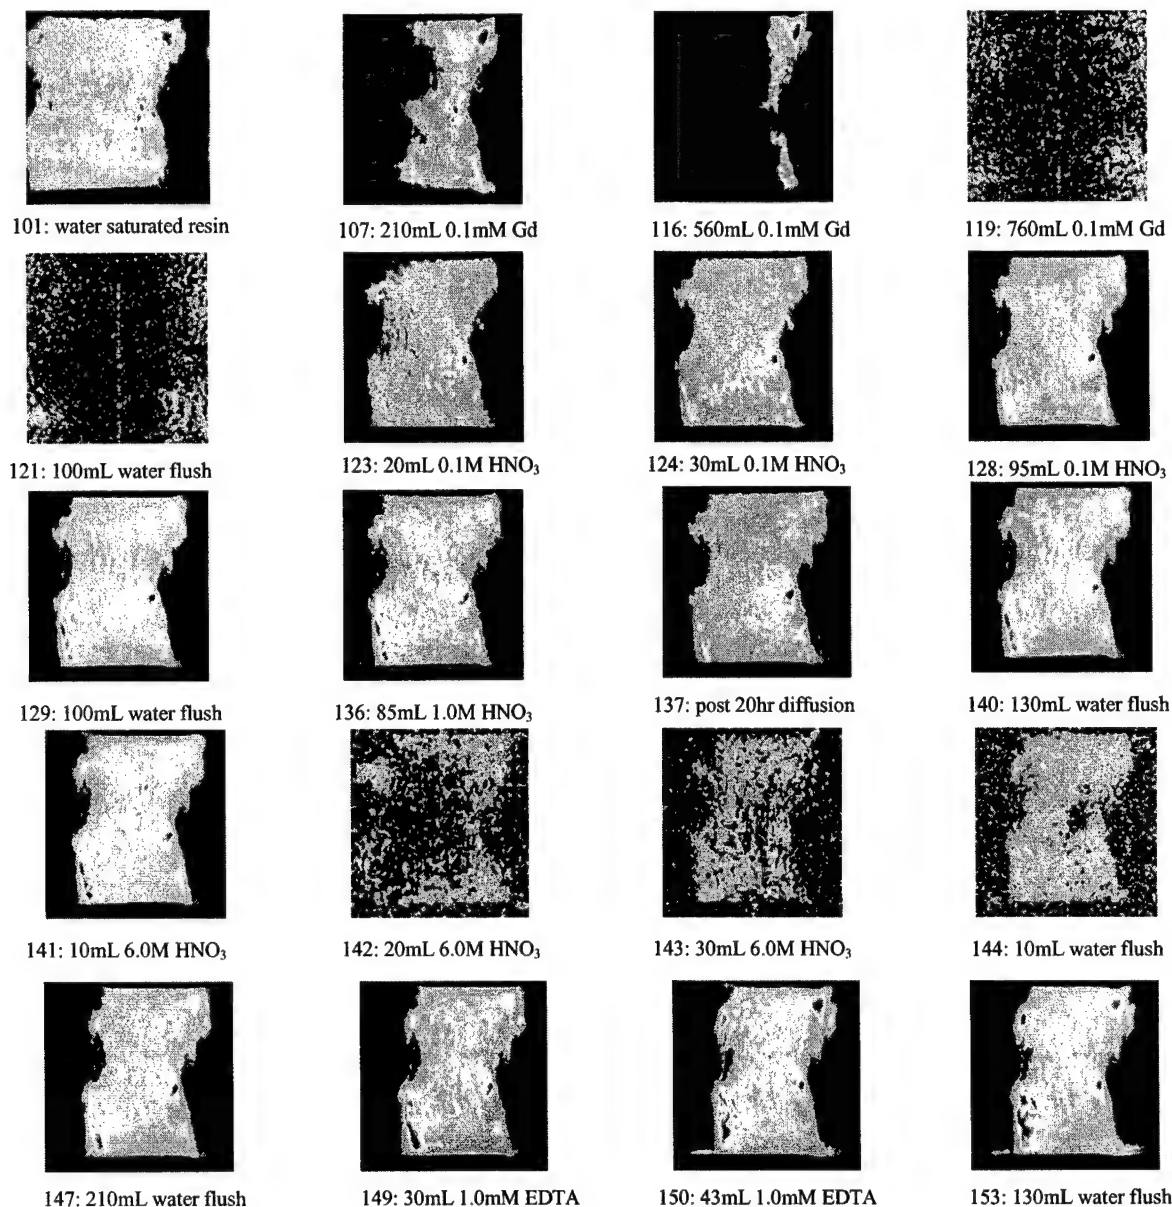 101: water saturated resin
107: 210mL 0.1mM Gd
116: 560mL 0.1mM Gd
119: 760mL 0.1mM Gd
121: 100mL water flush
123: 20mL 0.1M HNO₃
124: 30mL 0.1M HNO₃
128: 95mL 0.1M HNO₃
129: 100mL water flush
136: 85mL 1.0M HNO₃
137: post 20hr diffusion
140: 130mL water flush
141: 10mL 6.0M HNO₃
142: 20mL 6.0M HNO₃
143: 30mL 6.0M HNO₃
144: 10mL water flush
147: 210mL water flush
149: 30mL 1.0mM EDTA
150: 43mL 1.0mM EDTA
153: 130mL water flush